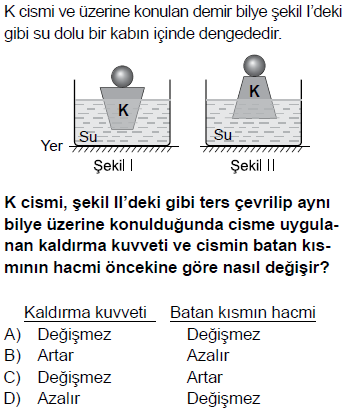 K cismi ve üzerine konulan demir bilye şekil I'deki
gibi su dolu bir kabın içinde dengededir.
K
K
Su
Su
Yer
Şekil I
Şekil II
K cismi, şekil II'deki gibi ters çevrilip aynı
bilye üzerine konulduğunda cisme uygula-
nan kaldırma kuvveti ve cismin batan kıs-
mının hacmi öncekine göre nasıl değişir?
Kaldırma kuvveti Batan kısmın hacmi
A) Değişmez Değişmez
B) Artar Azalır
C) Değişmez Artar
D) Azalır Değişmez